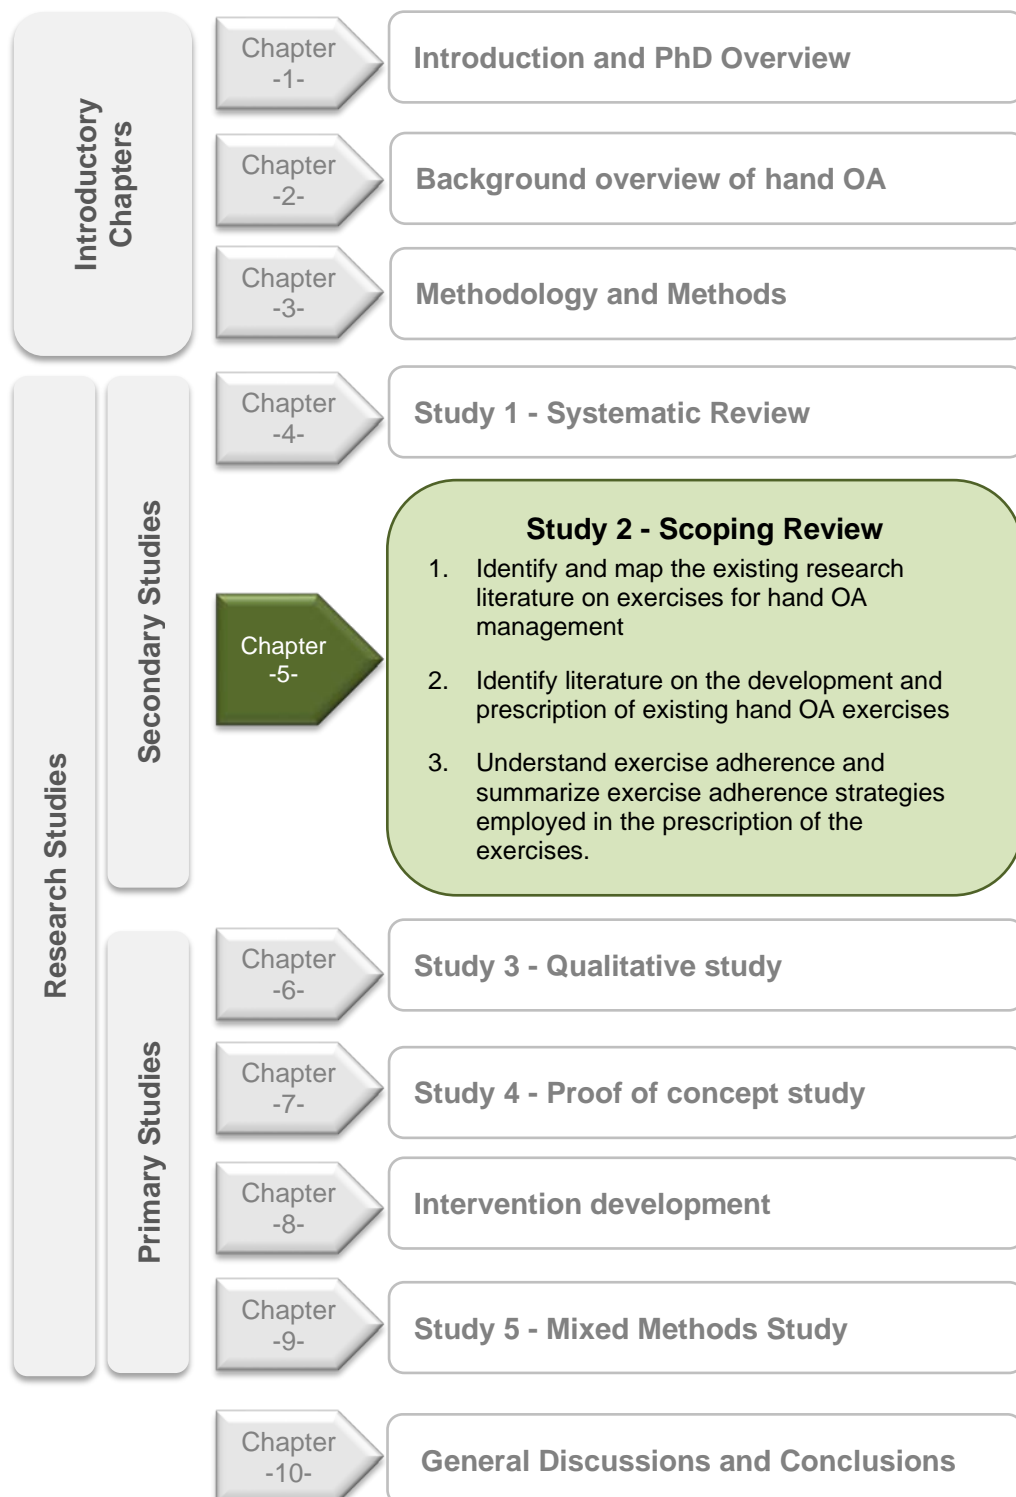 Introductory
Chapters
Chapter
-1-
Introduction and PhD Overview
Chapter
-2-
Background overview of hand OA
Chapter
-3-
Methodology and Methods
Research Studies
Secondary Studies
Chapter
-4-
Study 1 - Systematic Review
Chapter
-5-
Study 2 - Scoping Review
1. Identify and map the existing research
literature on exercises for hand OA
management
2. Identify literature on the development and
prescription of existing hand OA exercises
3. Understand exercise adherence and
summarize exercise adherence strategies
employed in the prescription of the
exercises.
Primary Studies
Chapter
-6-
Study 3 - Qualitative study
Chapter
-7-
Study 4 - Proof of concept study
Chapter
-8-
Intervention development
Chapter
-9-
Study 5 - Mixed Methods Study
Chapter
-10-
General Discussions and Conclusions